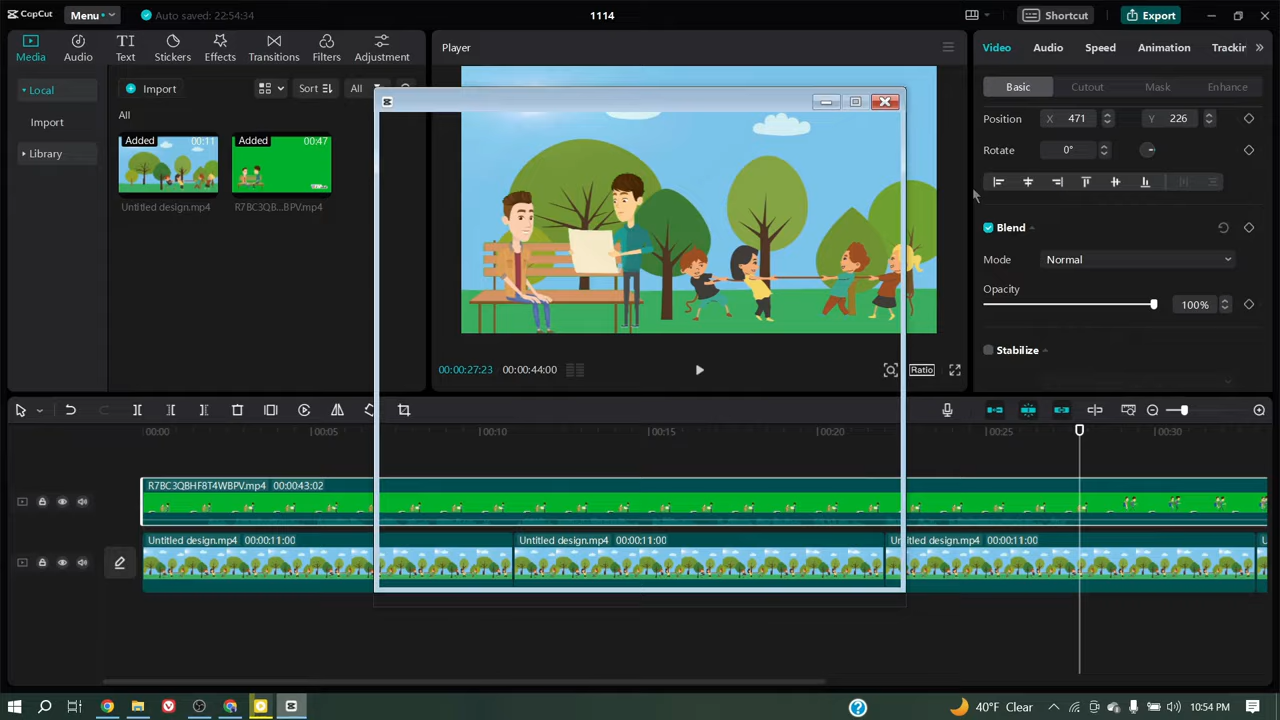 CapCut
Menu
Auto saved: 22:54:34
1114
Shortcut
Export
Media
Audio
Text
Stickers
Effects
Transitions
Filters
Adjustment
Player
Video
Audio
Speed
Animation
Trackin
Local
Import
Sort
All
Basic
Cutout
Mask
Enhance
Import
All
Position
X 471
Y 226
Library
Added 00:11
Added 00:47
Rotate
0°
Untitled design.mp4
R7BC3QB...BPV.mp4
Blend
Mode
Normal
Opacity
100%
Stabilize
00:00:27:23
00:00:44:00
Ratio
00:00
00:05
00:10
00:15
00:20
00:25
00:30
R7BC3QBHF8T4WBPV.mp4 00:00:43:02
Untitled design.mp4 00:00:11:00
Untitled design.mp4 00:00:11:00
Untitled design.mp4 00:00:11:00
40°F Clear
10:54 PM